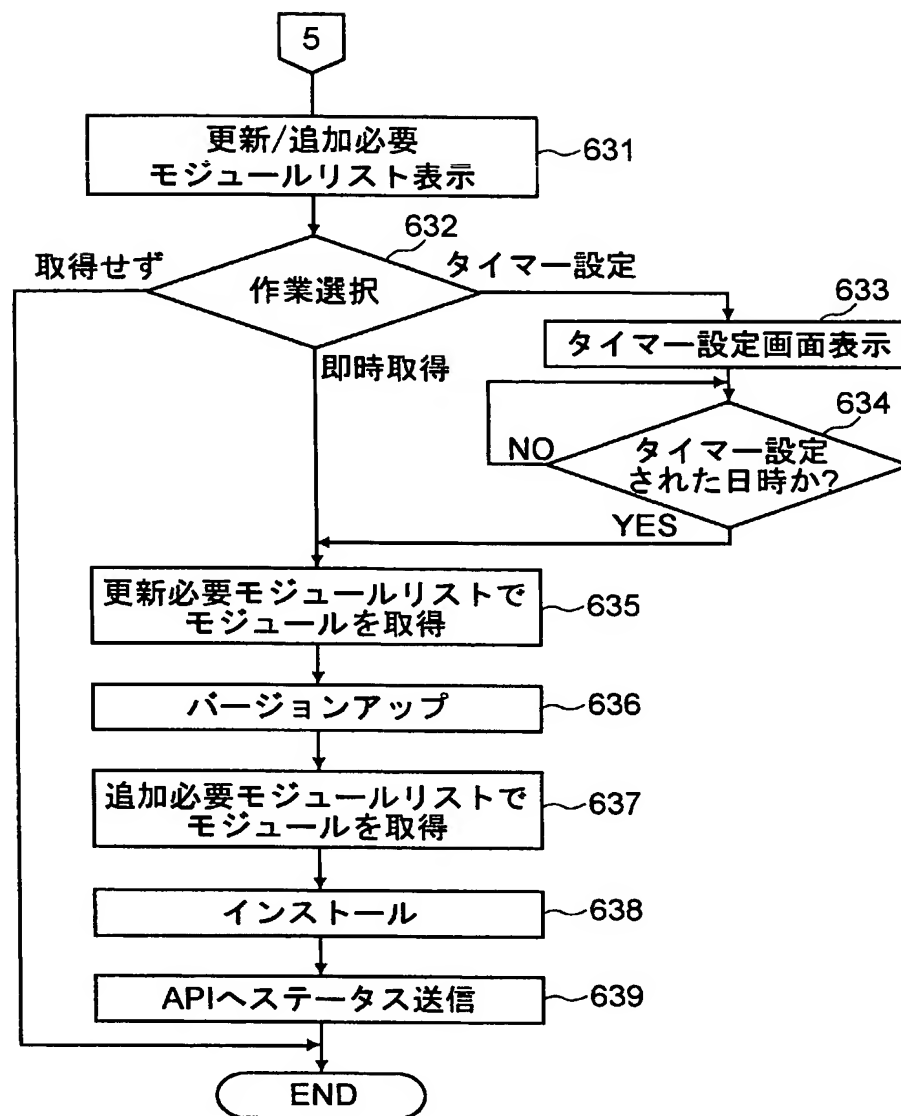 5
更新/追加必要
モジュールリスト表示
631
632
取得せず
タイマー設定
作業選択
633
タイマー設定画面表示
即時取得
634
NO
タイマー設定
された日時か?
YES
更新必要モジュールリストで
モジュールを取得
635
バージョンアップ
636
追加必要モジュールリストで
モジュールを取得
637
インストール
638
APIへステータス送信
639
END